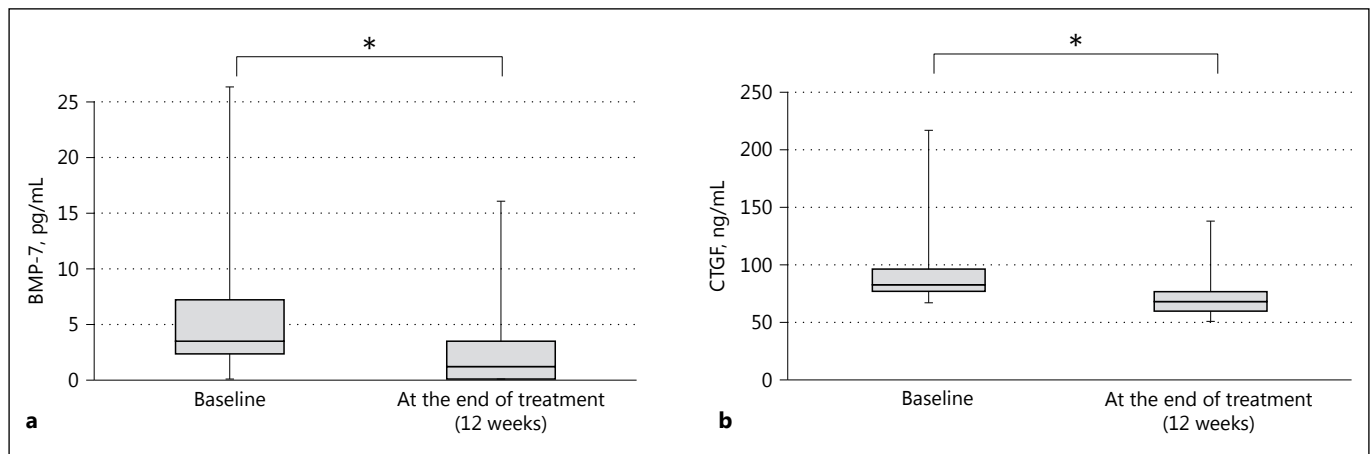 *
25
20
15
10
5
0
BMP-7, pg/mL
Baseline
At the end of treatment
(12 weeks)
a
*
250
200
150
100
50
0
CTGF, ng/mL
Baseline
At the end of treatment
(12 weeks)
b